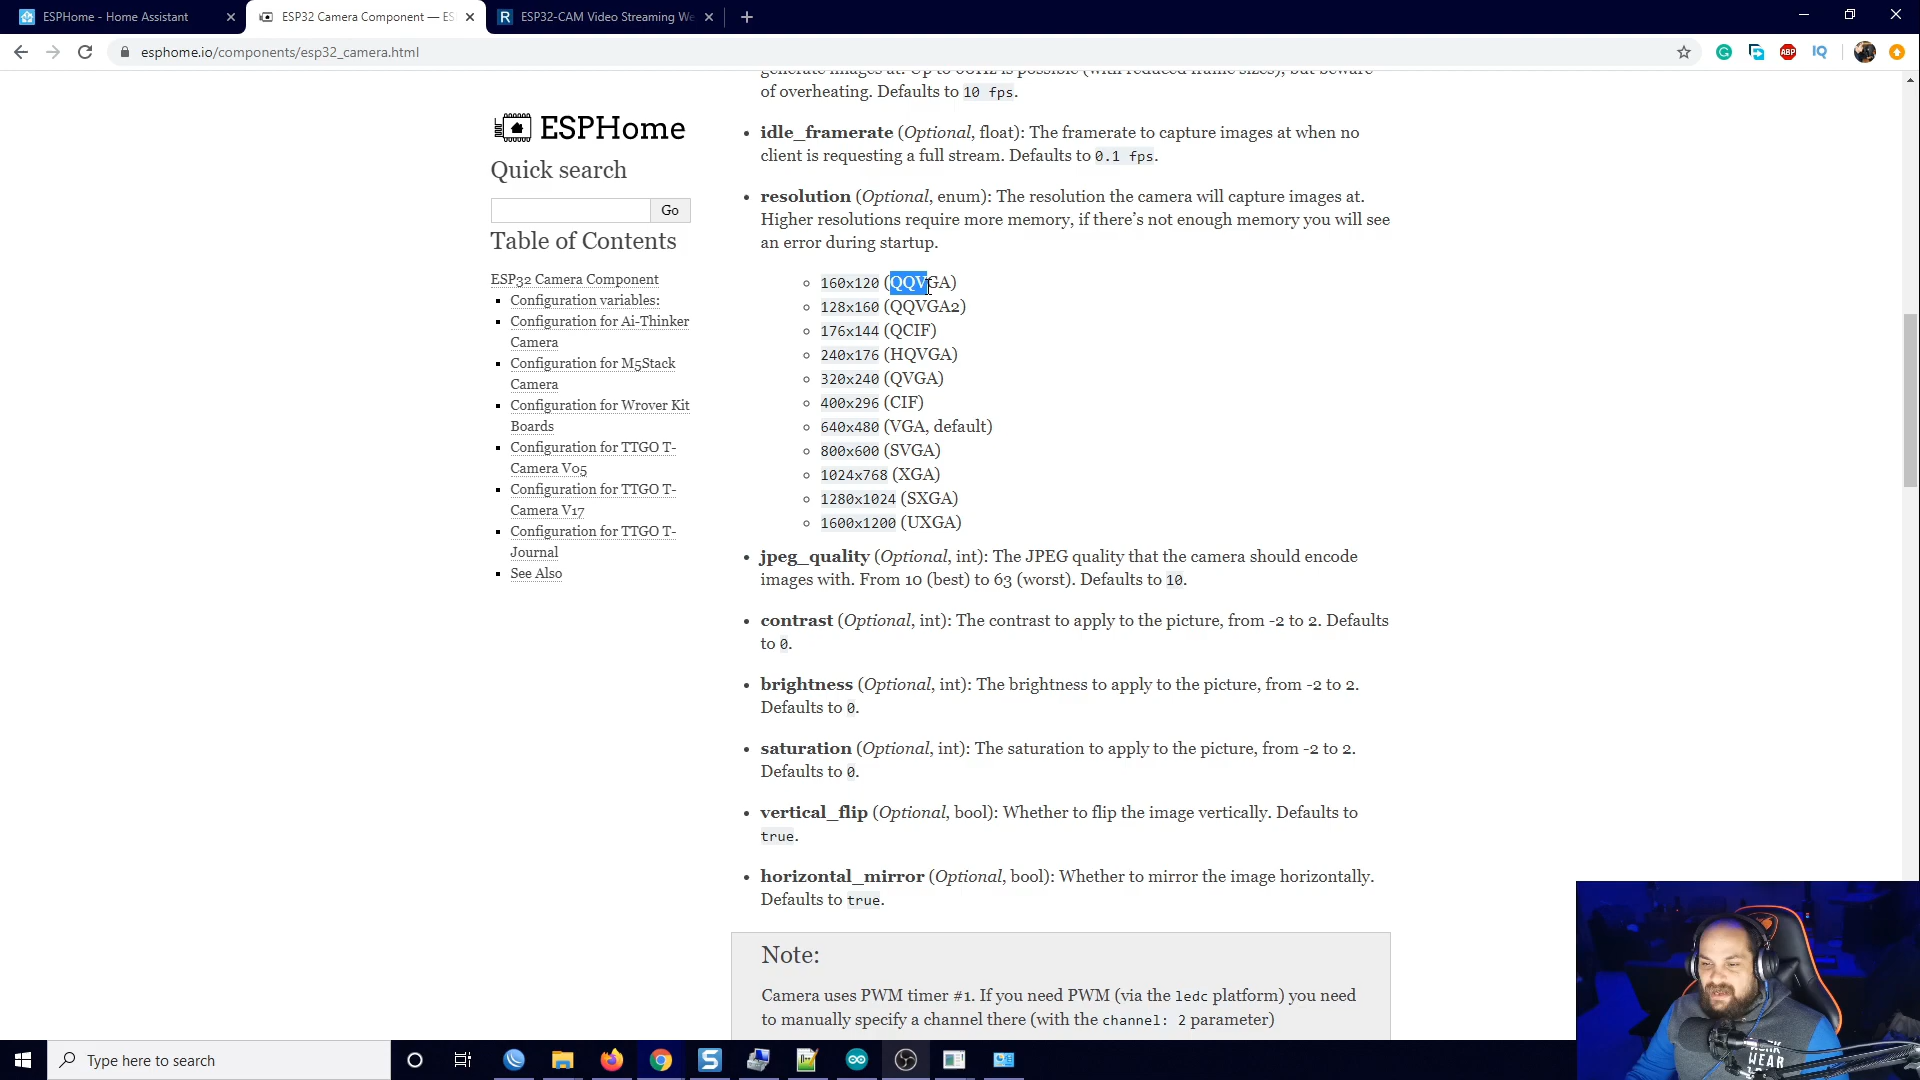 ESPHome - Home Assistant
ESP32 Camera Component — ES
ESP32-CAM Video Streaming We
esphome.io/components/esp32_camera.html
ABP
IQ
of overheating. Defaults to 10 fps.
ESPHome
Quick search
Go
Table of Contents
ESP32 Camera Component
Configuration variables:
Configuration for Ai-Thinker
Camera
Configuration for M5Stack
Camera
Configuration for Wrover Kit
Boards
Configuration for TTGO T-
Camera V05
Configuration for TTGO T-
Camera V17
Configuration for TTGO T-
Journal
See Also
idle_framerate (Optional, float): The framerate to capture images at when no
client is requesting a full stream. Defaults to 0.1 fps.
resolution (Optional, enum): The resolution the camera will capture images at.
Higher resolutions require more memory, if there’s not enough memory you will see
an error during startup.
160x120 (QQVGA)
128x160 (QQVGA2)
176x144 (QCIF)
240x176 (HQVGA)
320x240 (QVGA)
400x296 (CIF)
640x480 (VGA, default)
800x600 (SVGA)
1024x768 (XGA)
1280x1024 (SXGA)
1600x1200 (UXGA)
jpeg_quality (Optional, int): The JPEG quality that the camera should encode
images with. From 10 (best) to 63 (worst). Defaults to 10.
contrast (Optional, int): The contrast to apply to the picture, from -2 to 2. Defaults
to 0.
brightness (Optional, int): The brightness to apply to the picture, from -2 to 2.
Defaults to 0.
saturation (Optional, int): The saturation to apply to the picture, from -2 to 2.
Defaults to 0.
vertical_flip (Optional, bool): Whether to flip the image vertically. Defaults to
true.
horizontal_mirror (Optional, bool): Whether to mirror the image horizontally.
Defaults to true.
Note:
Camera uses PWM timer #1. If you need PWM (via the ledc platform) you need
to manually specify a channel there (with the channel: 2 parameter)
Type here to search